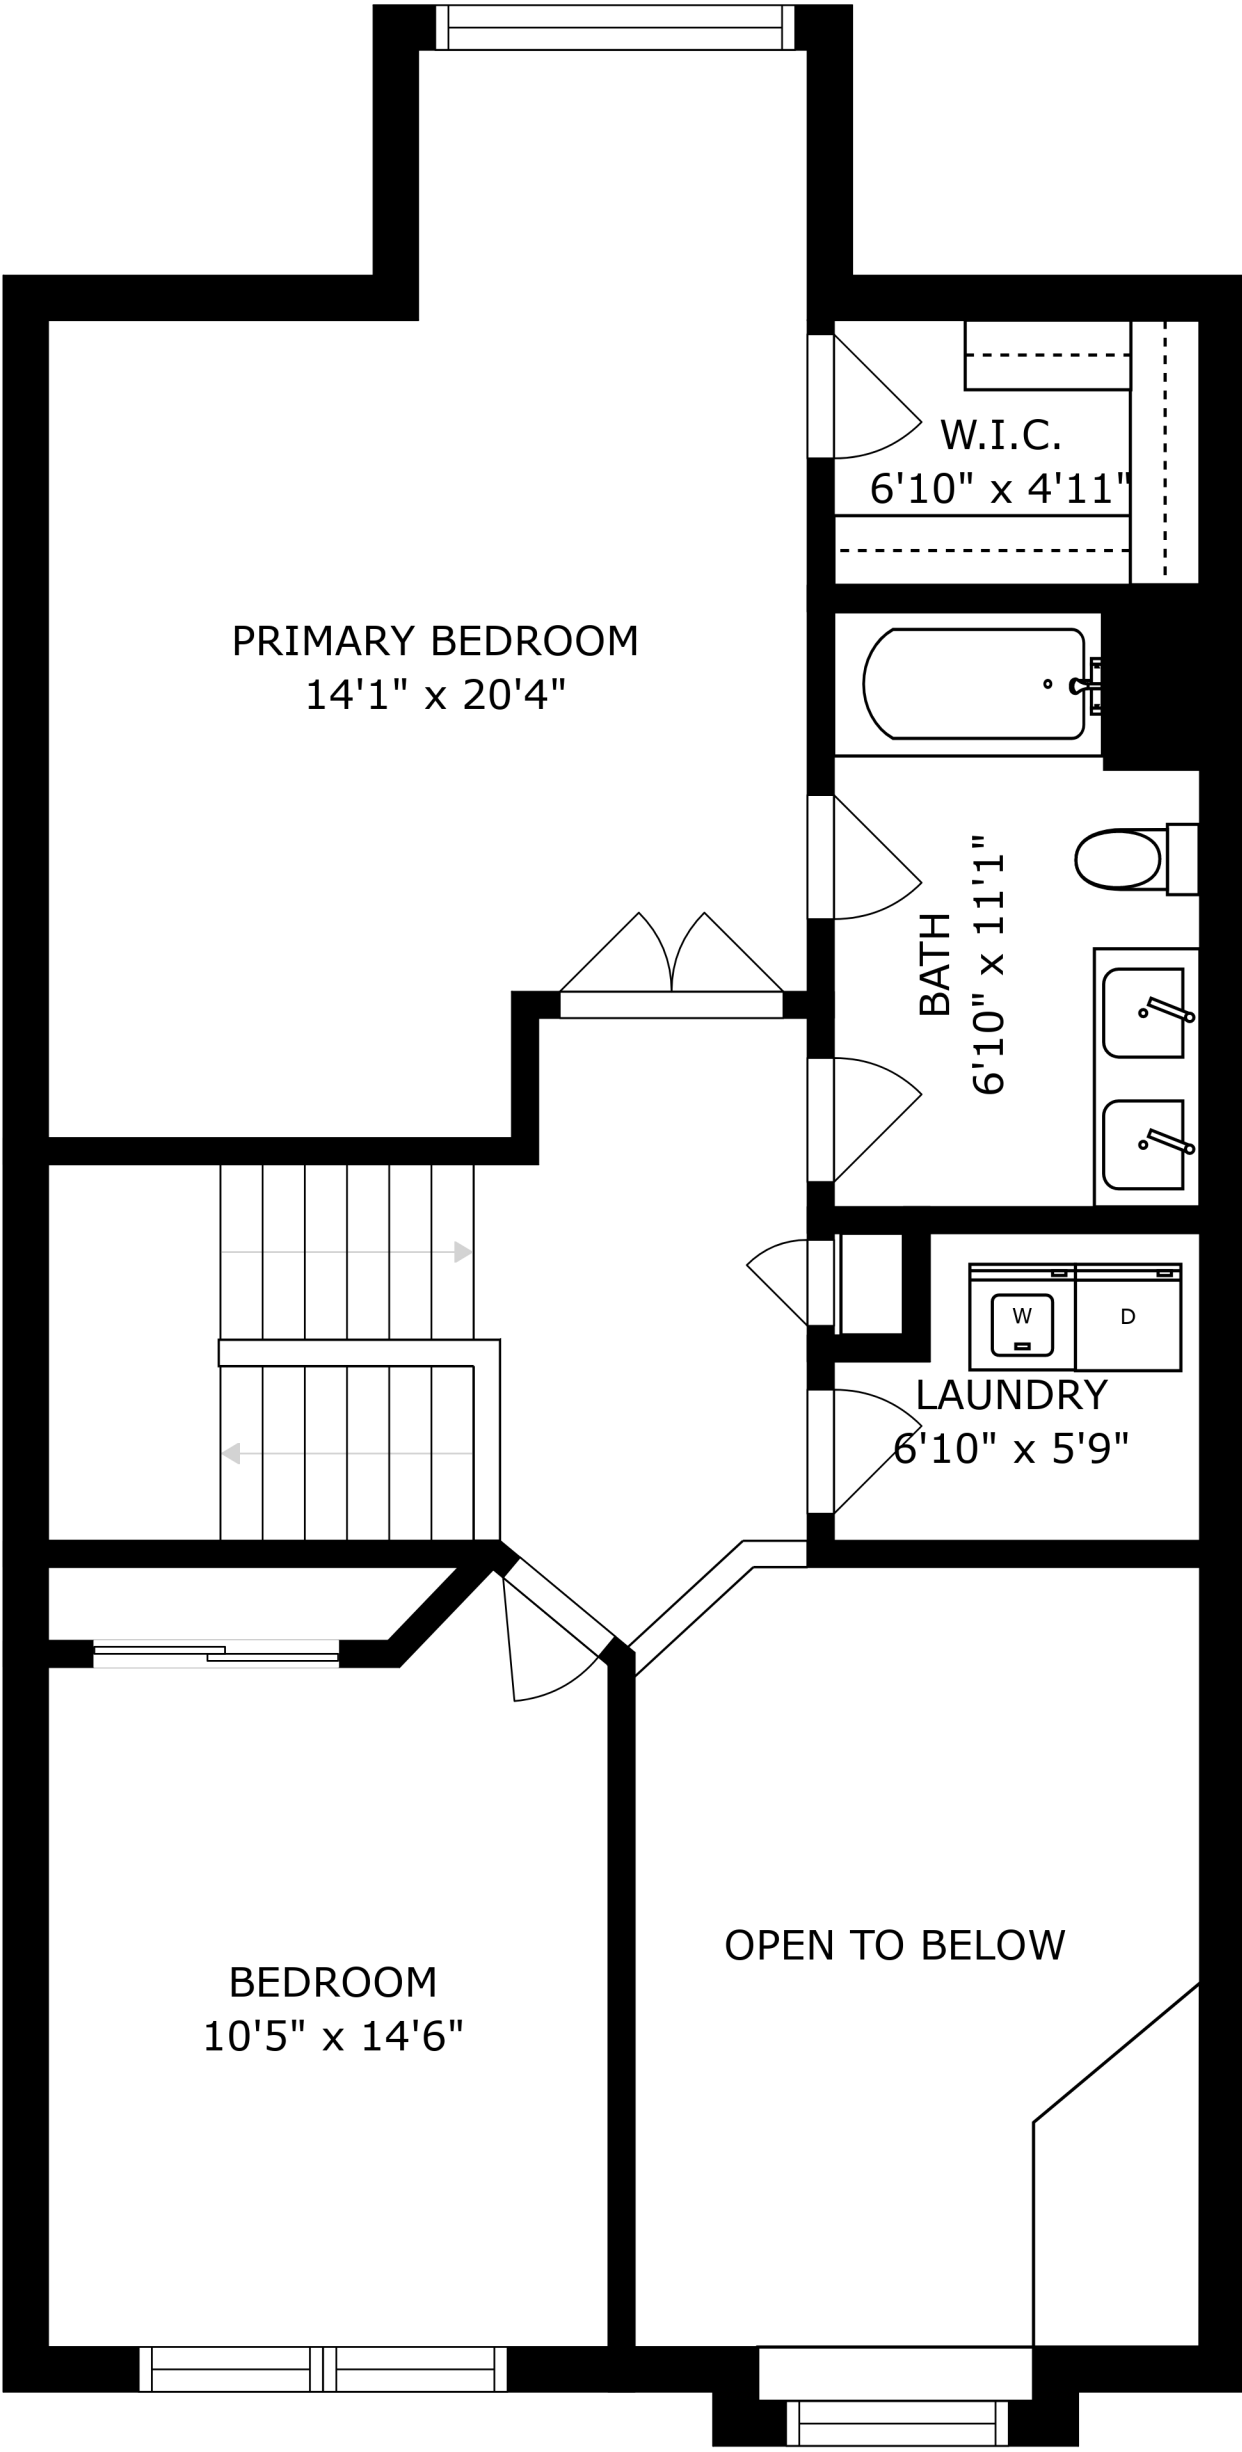 W.I.C.
6'10" x 4'11"
PRIMARY BEDROOM
14'1" x 20'4"
BATH
6'10" x 11'1"
W
D
LAUNDRY
6'10" x 5'9"
OPEN TO BELOW
BEDROOM
10'5" x 14'6"